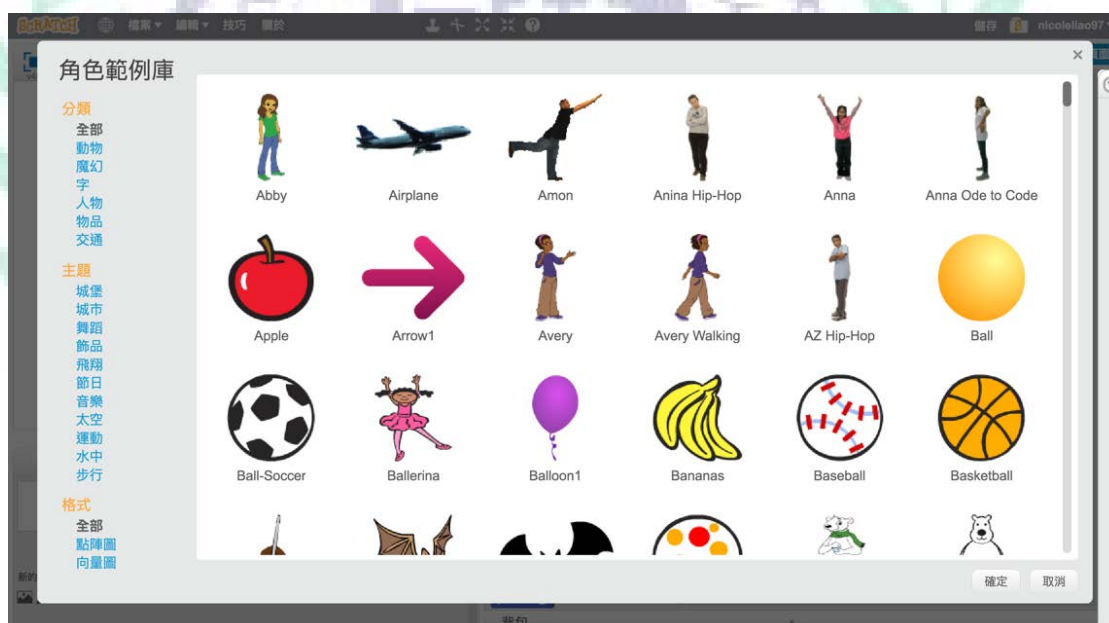 SCRATCH 檔案 編輯 技巧 關於 儲存 nicolellao97
角色範例庫
分類
全部
動物
魔幻
字
人物
物品
交通
主題
城堡
城市
舞蹈
飾品
飛翔
節日
音樂
太空
運動
水中
步行
格式
全部
點陣圖
向量圖
Abby Airplane Amon Anina Hip-Hop Anna Anna Ode to Code
Apple Arrow1 Avery Avery Walking AZ Hip-Hop Ball
Ball-Soccer Ballerina Balloon1 Bananas Baseball Basketball
確定 取消
新的
背包